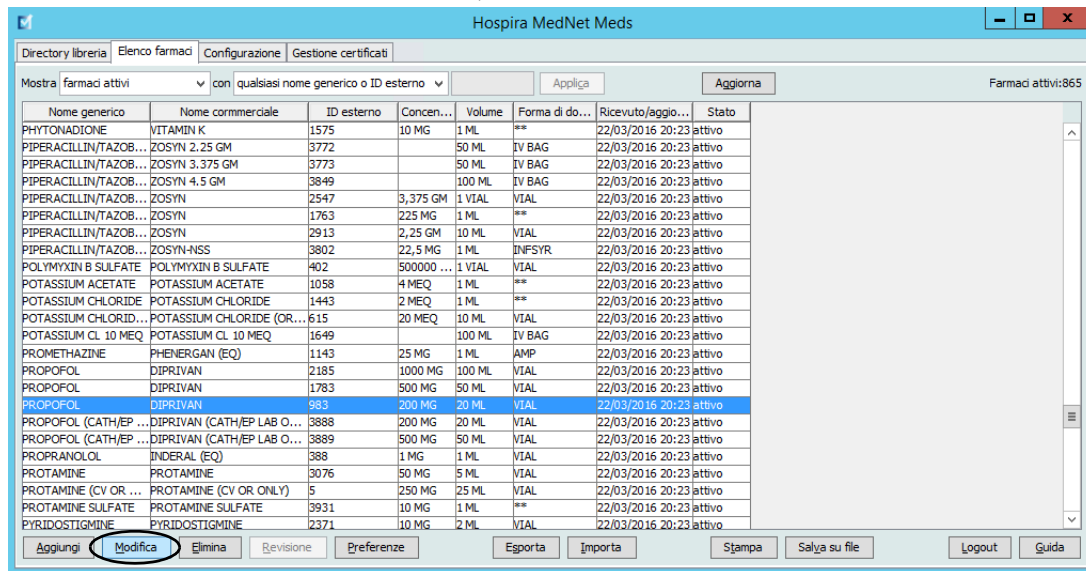 Hospira MedNet Meds
Directory libreria Elenco farmaci Configurazione Gestione certificati
Mostra farmaci attivi con qualsiasi nome generico o ID esterno Applica Aggiorna Farmaci attivi:865
Nome generico Nome cormmerciale ID esterno Concen... Volume Forma di do... Ricevuto/aggio... Stato
PHYTONADIONE VITAMIN K 1575 10 MG 1 ML ** 22/03/2016 20:23 attivo
PIPERACILLIN/TAZOB... ZOSYN 2.25 GM 3772 50 ML IV BAG 22/03/2016 20:23 attivo
PIPERACILLIN/TAZOB... ZOSYN 3.375 GM 3773 50 ML IV BAG 22/03/2016 20:23 attivo
PIPERACILLIN/TAZOB... ZOSYN 4.5 GM 3849 100 ML IV BAG 22/03/2016 20:23 attivo
PIPERACILLIN/TAZOB... ZOSYN 2547 3,375 GM 1 VIAL VIAL 22/03/2016 20:23 attivo
PIPERACILLIN/TAZOB... ZOSYN 1763 225 MG 1 ML ** 22/03/2016 20:23 attivo
PIPERACILLIN/TAZOB... ZOSYN 2913 2,25 GM 10 ML VIAL 22/03/2016 20:23 attivo
PIPERACILLIN/TAZOB... ZOSYN-NSS 3802 22,5 MG 1 ML INFSYR 22/03/2016 20:23 attivo
POLYMYXIN B SULFATE POLYMYXIN B SULFATE 402 500000 ... 1 VIAL VIAL 22/03/2016 20:23 attivo
POTASSIUM ACETATE POTASSIUM ACETATE 1058 4 MEQ 1 ML ** 22/03/2016 20:23 attivo
POTASSIUM CHLORIDE POTASSIUM CHLORIDE 1443 2 MEQ 1 ML ** 22/03/2016 20:23 attivo
POTASSIUM CHLORID... POTASSIUM CHLORIDE (OR... 615 20 MEQ 10 ML VIAL 22/03/2016 20:23 attivo
POTASSIUM CL 10 MEQ POTASSIUM CL 10 MEQ 1649 100 ML IV BAG 22/03/2016 20:23 attivo
PROMETHAZINE PHENERGAN (EQ) 1143 25 MG 1 ML AMP 22/03/2016 20:23 attivo
PROPOFOL DIPRIVAN 2185 1000 MG 100 ML VIAL 22/03/2016 20:23 attivo
PROPOFOL DIPRIVAN 1783 500 MG 50 ML VIAL 22/03/2016 20:23 attivo
PROPOFOL DIPRIVAN 983 200 MG 20 ML VIAL 22/03/2016 20:23 attivo
PROPOFOL (CATH/EP ... DIPRIVAN (CATH/EP LAB O... 3888 200 MG 20 ML VIAL 22/03/2016 20:23 attivo
PROPOFOL (CATH/EP ... DIPRIVAN (CATH/EP LAB O... 3889 500 MG 50 ML VIAL 22/03/2016 20:23 attivo
PROPRANOLOL INDERAL (EQ) 388 1 MG 1 ML VIAL 22/03/2016 20:23 attivo
PROTAMINE PROTAMINE 3076 50 MG 5 ML VIAL 22/03/2016 20:23 attivo
PROTAMINE (CV OR ... PROTAMINE (CV OR ONLY) 5 250 MG 25 ML VIAL 22/03/2016 20:23 attivo
PROTAMINE SULFATE PROTAMINE SULFATE 3931 10 MG 1 ML ** 22/03/2016 20:23 attivo
PYRIDOSTIGMINE PYRIDOSTIGMINE 2371 10 MG 2 ML VIAL 22/03/2016 20:23 attivo
Aggiungi Modifica Elimina Revisione Preferenze Esporta Importa Stampa Salva su file Logout Guida